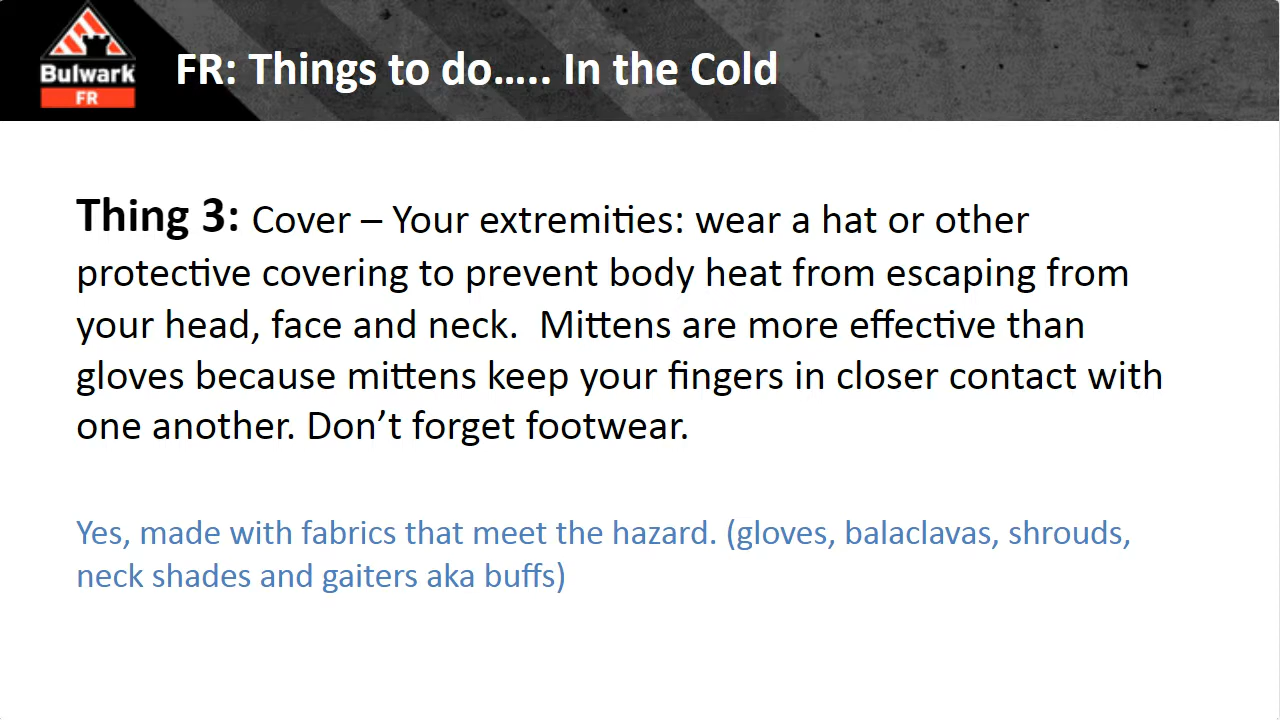 Bulwark
FR
FR: Things to do….. In the Cold
Thing 3: Cover – Your extremities: wear a hat or other
protective covering to prevent body heat from escaping from
your head, face and neck.  Mittens are more effective than
gloves because mittens keep your fingers in closer contact with
one another. Don’t forget footwear.
Yes, made with fabrics that meet the hazard. (gloves, balaclavas, shrouds,
neck shades and gaiters aka buffs)